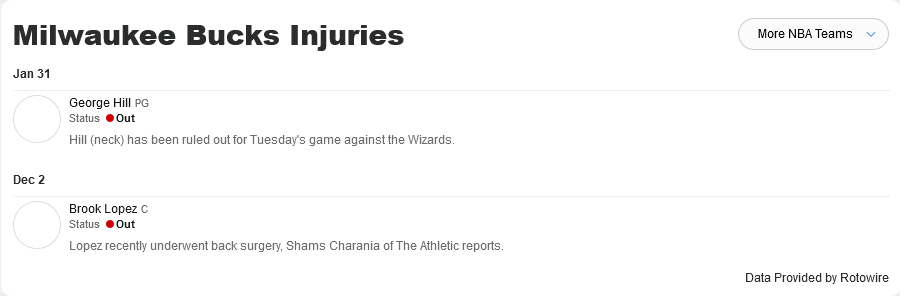 Milwaukee Bucks Injuries
More NBA Teams
Jan 31
George Hill PG
Status Out
Hill (neck) has been ruled out for Tuesday's game against the Wizards.
Dec 2
Brook Lopez C
Status Out
Lopez recently underwent back surgery, Shams Charania of The Athletic reports.
Data Provided by Rotowire